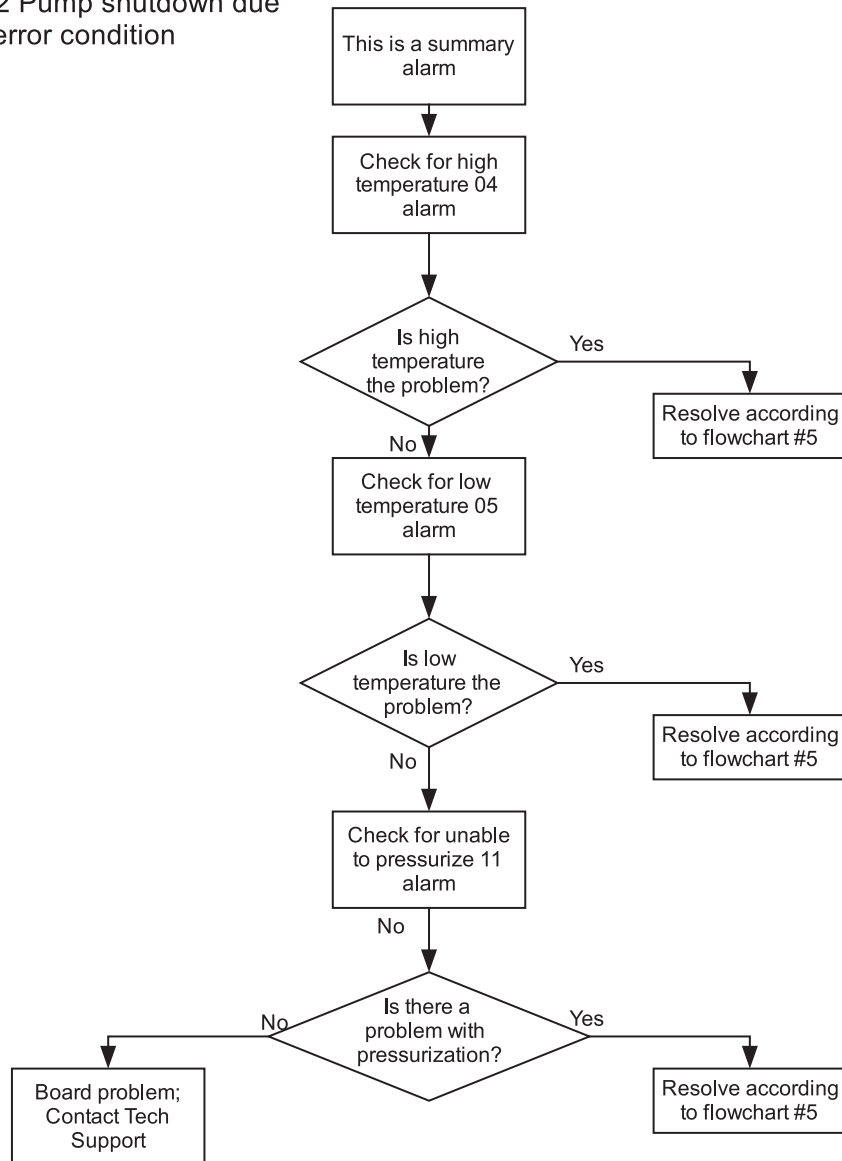 2 Pump shutdown due
error condition
This is a summary
alarm
Check for high
temperature 04
alarm
Is high
temperature
the problem?
Yes
Resolve according
to flowchart #5
No
Check for low
temperature 05
alarm
Is low
temperature the
problem?
Yes
Resolve according
to flowchart #5
No
Check for unable
to pressurize 11
alarm
No
Is there a
problem with
pressurization?
No
Yes
Board problem;
Contact Tech
Support
Resolve according
to flowchart #5